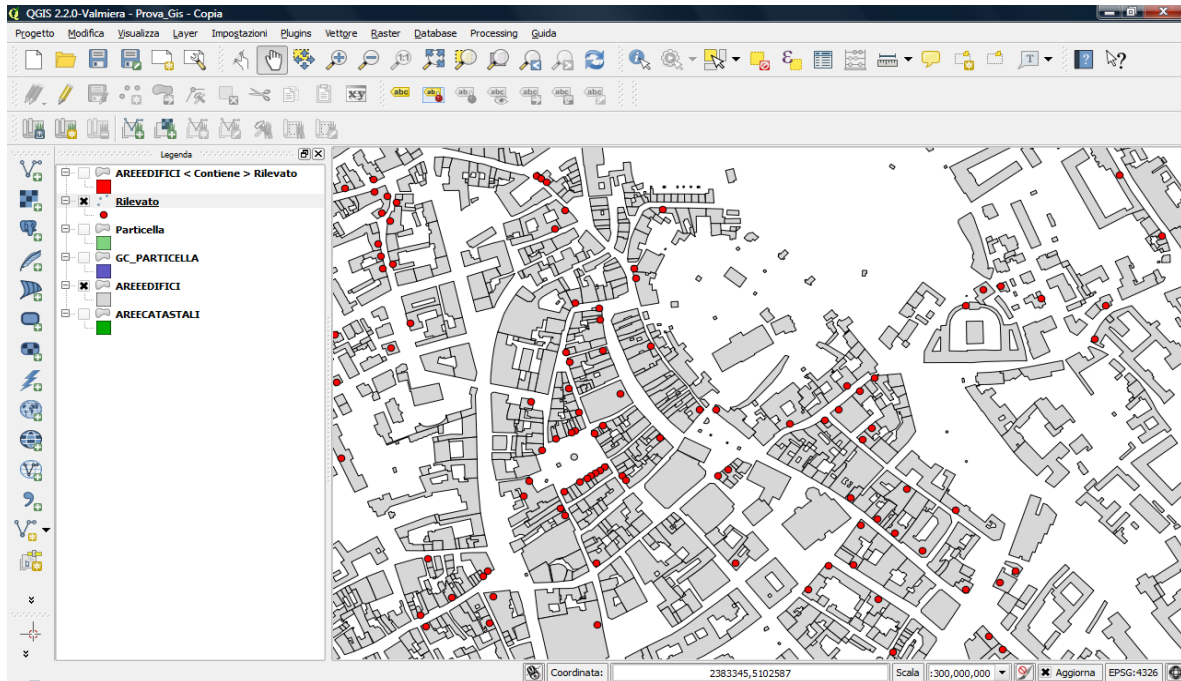 QGIS 2.2.0-Valmiera - Prova_Gis - Copia
Progetto Modifica Visualizza Layer Impostazioni Plugins Vettore Raster Database Processing Guida
Legenda
AREEEDIFICI < Contiene > Rilevato
Rilevato
Particella
GC_PARTICELLA
AREEEDIFICI
AREECATASTALI
Coordinata: 2383345,5102587 Scala :300,000,000 Aggiorna EPSG:4326